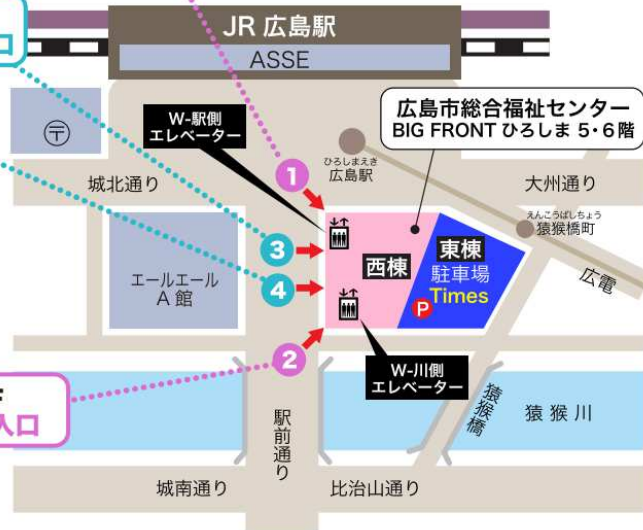 JR 広島駅
ASSE
口
W-駅側
エレベーター
広島市総合福祉センター
BIG FRONT ひろしま 5・6階
〒
ひろしまえき
広島駅
城北通り
1
大州通り
えんこうばしちょう
猿猴橋町
3
西棟
東棟
駐車場
Times
P
広電
エールエール
A 館
4
2
W-川側
エレベーター
入口
駅前通り
猿猴橋
猿猴川
城南通り
比治山通り